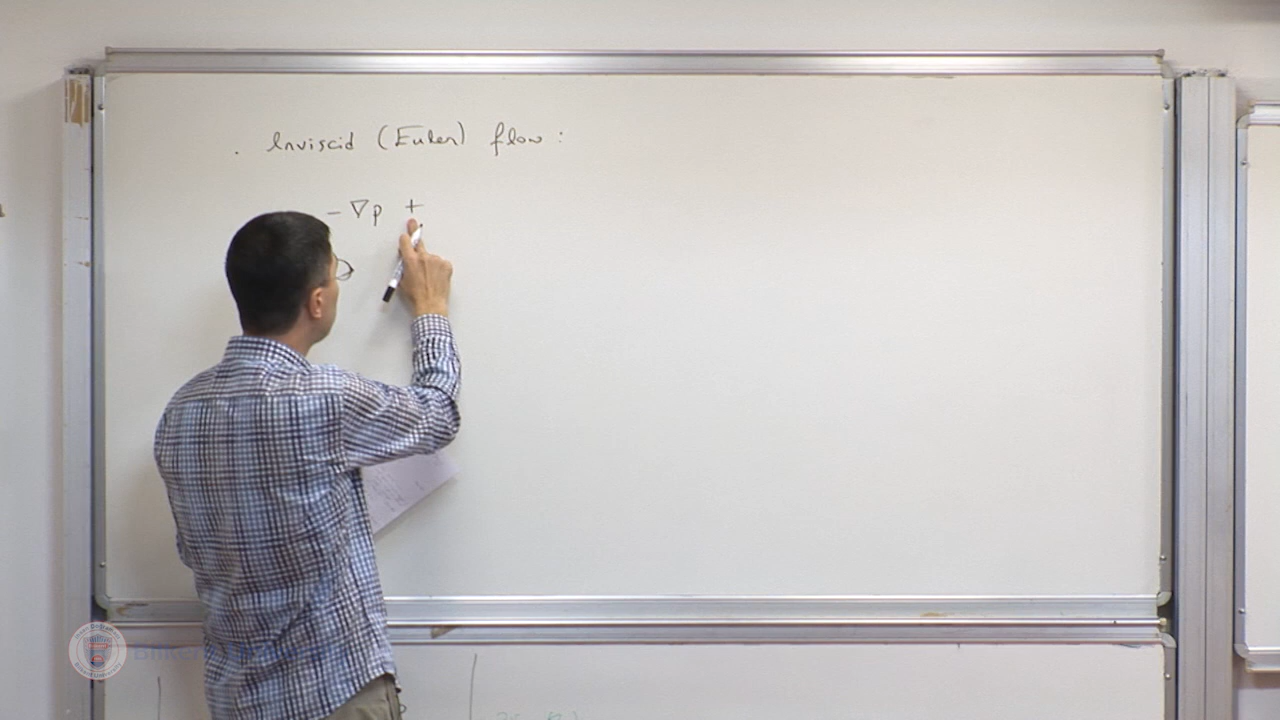 . Inviscid (Euler) flow :
- ∇p +